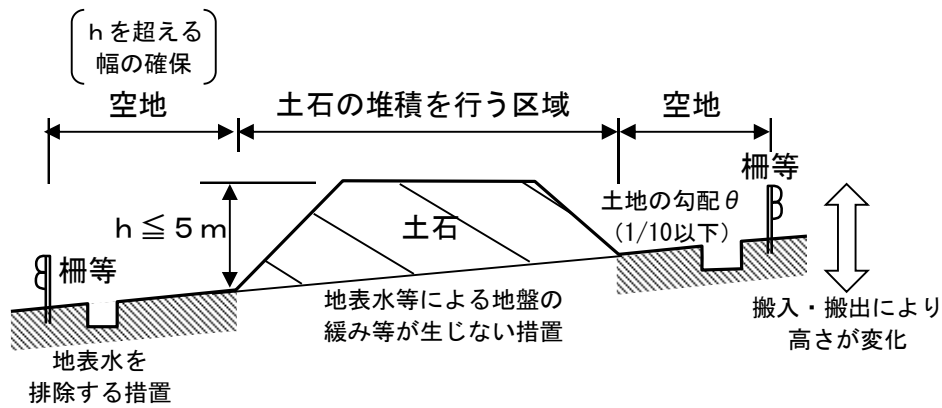 hを超える
幅の確保
空地
土石の堆積を行う区域
空地
柵等
土地の勾配θ
(1/10以下)
h≦5m
土石
柵等
地表水等による地盤の
緩み等が生じない措置
搬入・搬出により
高さが変化
地表水を
排除する措置